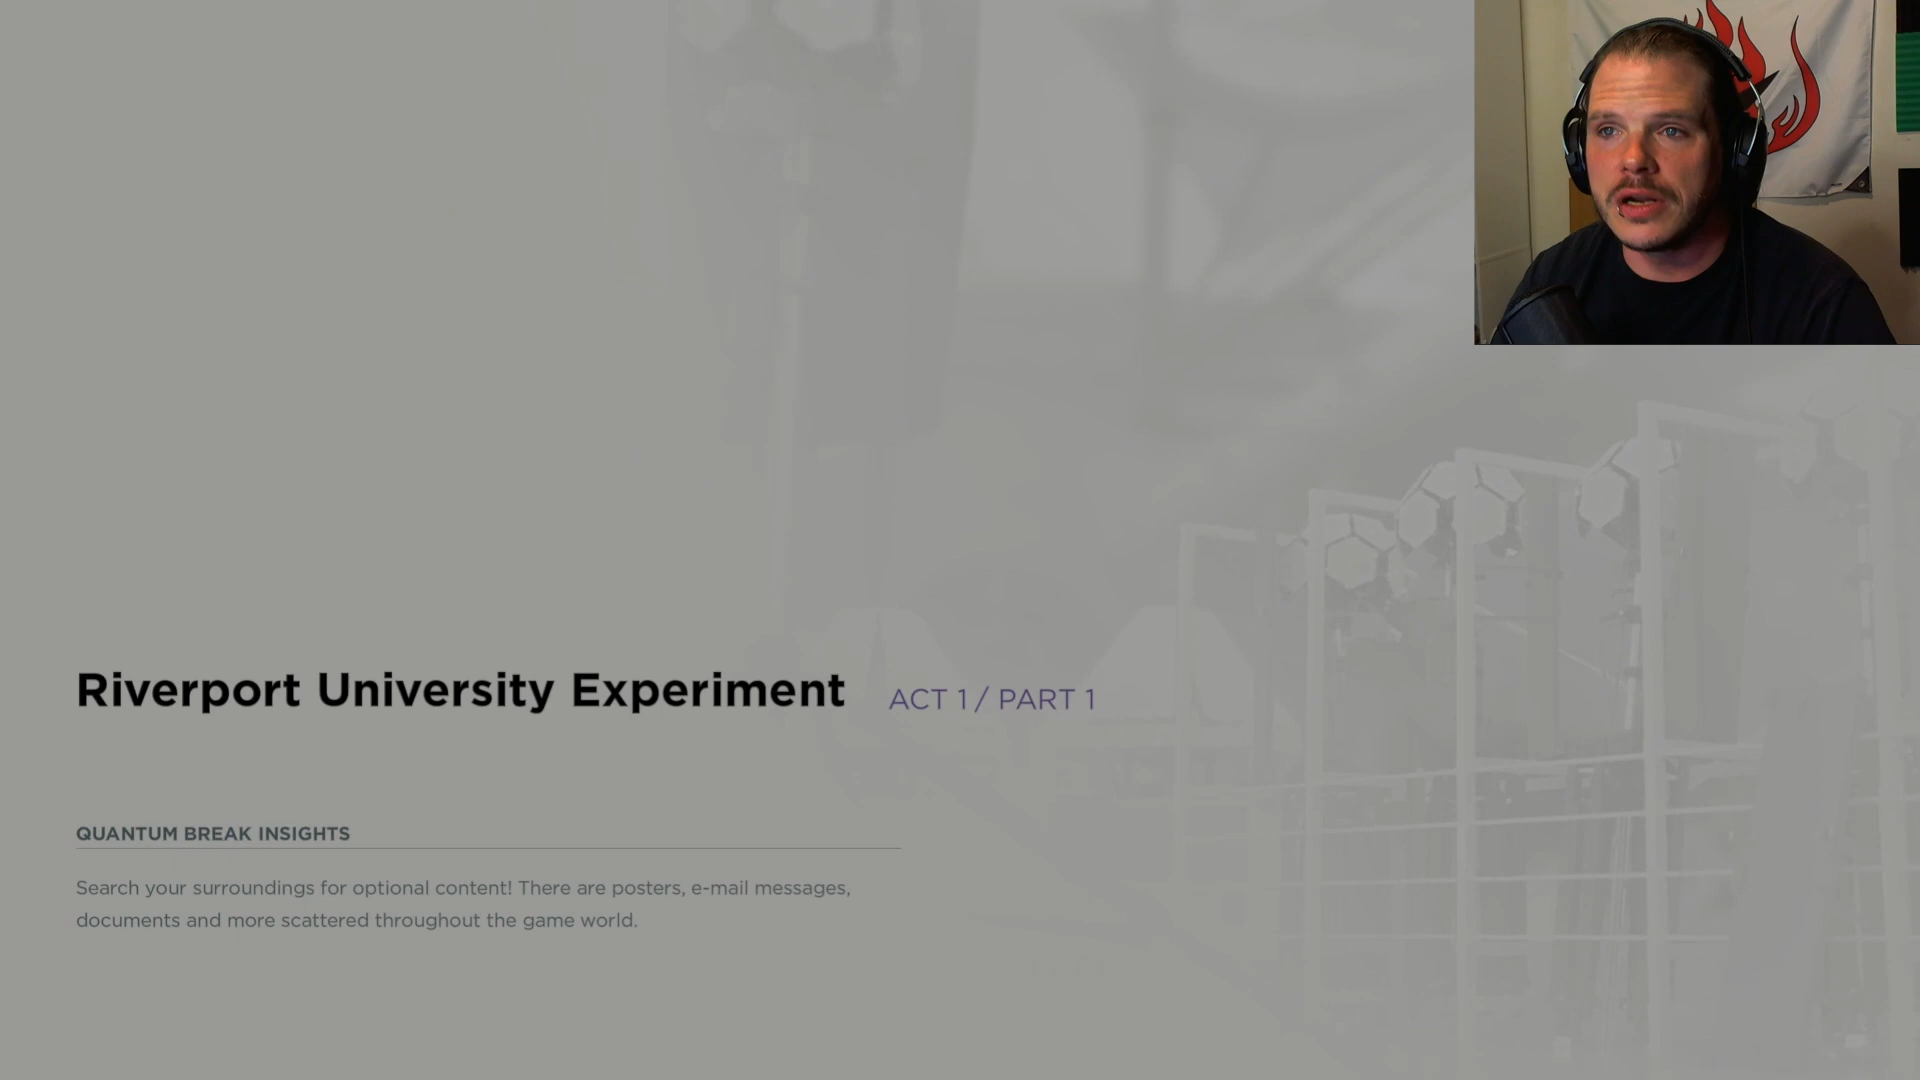 Riverport University Experiment ACT 1 / PART 1
QUANTUM BREAK INSIGHTS
Search your surroundings for optional content! There are posters, e-mail messages,
documents and more scattered throughout the game world.